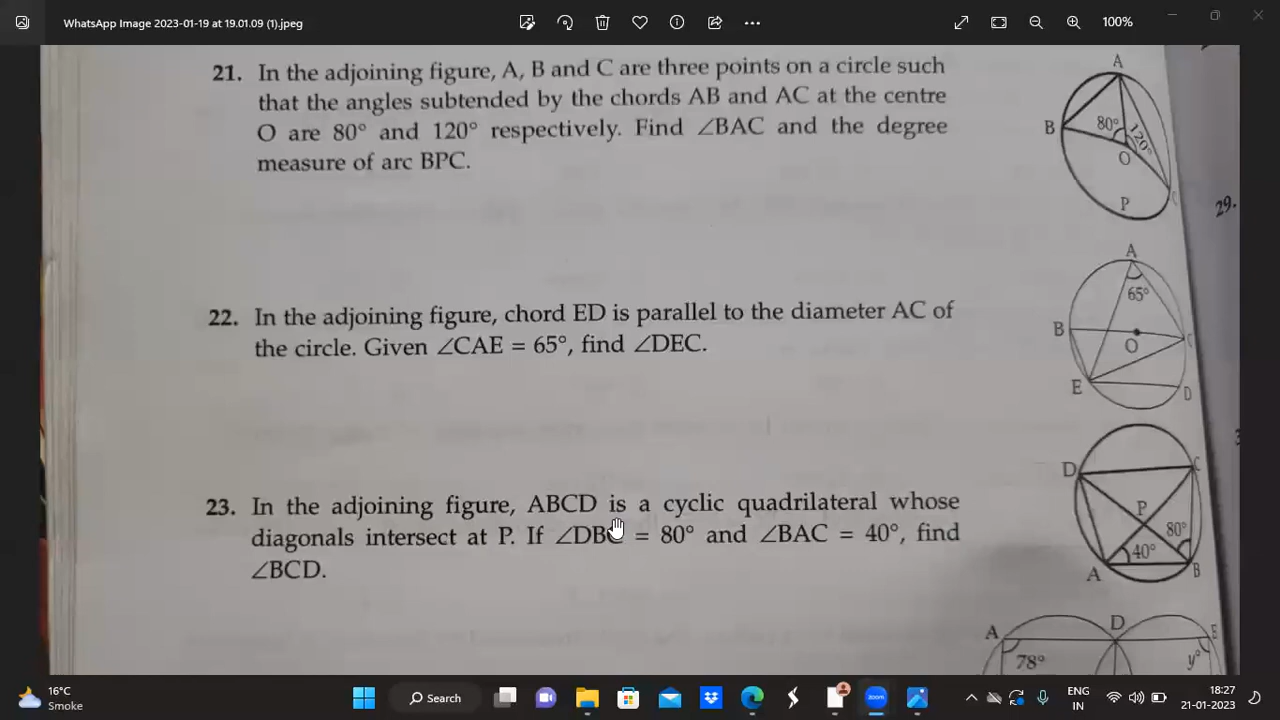 WhatsApp Image 2023-01-19 at 19.01.09 (1).jpeg
100%
21. In the adjoining figure, A, B and C are three points on a circle such
that the angles subtended by the chords AB and AC at the centre
O are 80° and 120° respectively. Find ∠BAC and the degree
measure of arc BPC.
A
B
80°
120°
O
P
C
29.
22. In the adjoining figure, chord ED is parallel to the diameter AC of
the circle. Given ∠CAE = 65°, find ∠DEC.
A
65°
B
O
C
E
D
23. In the adjoining figure, ABCD is a cyclic quadrilateral whose
diagonals intersect at P. If ∠DBC = 80° and ∠BAC = 40°, find
∠BCD.
D
C
P
80°
40°
A
B
A
D
E
78°
y°
16°C
Smoke
Search
ENG
IN
18:27
21-01-2023